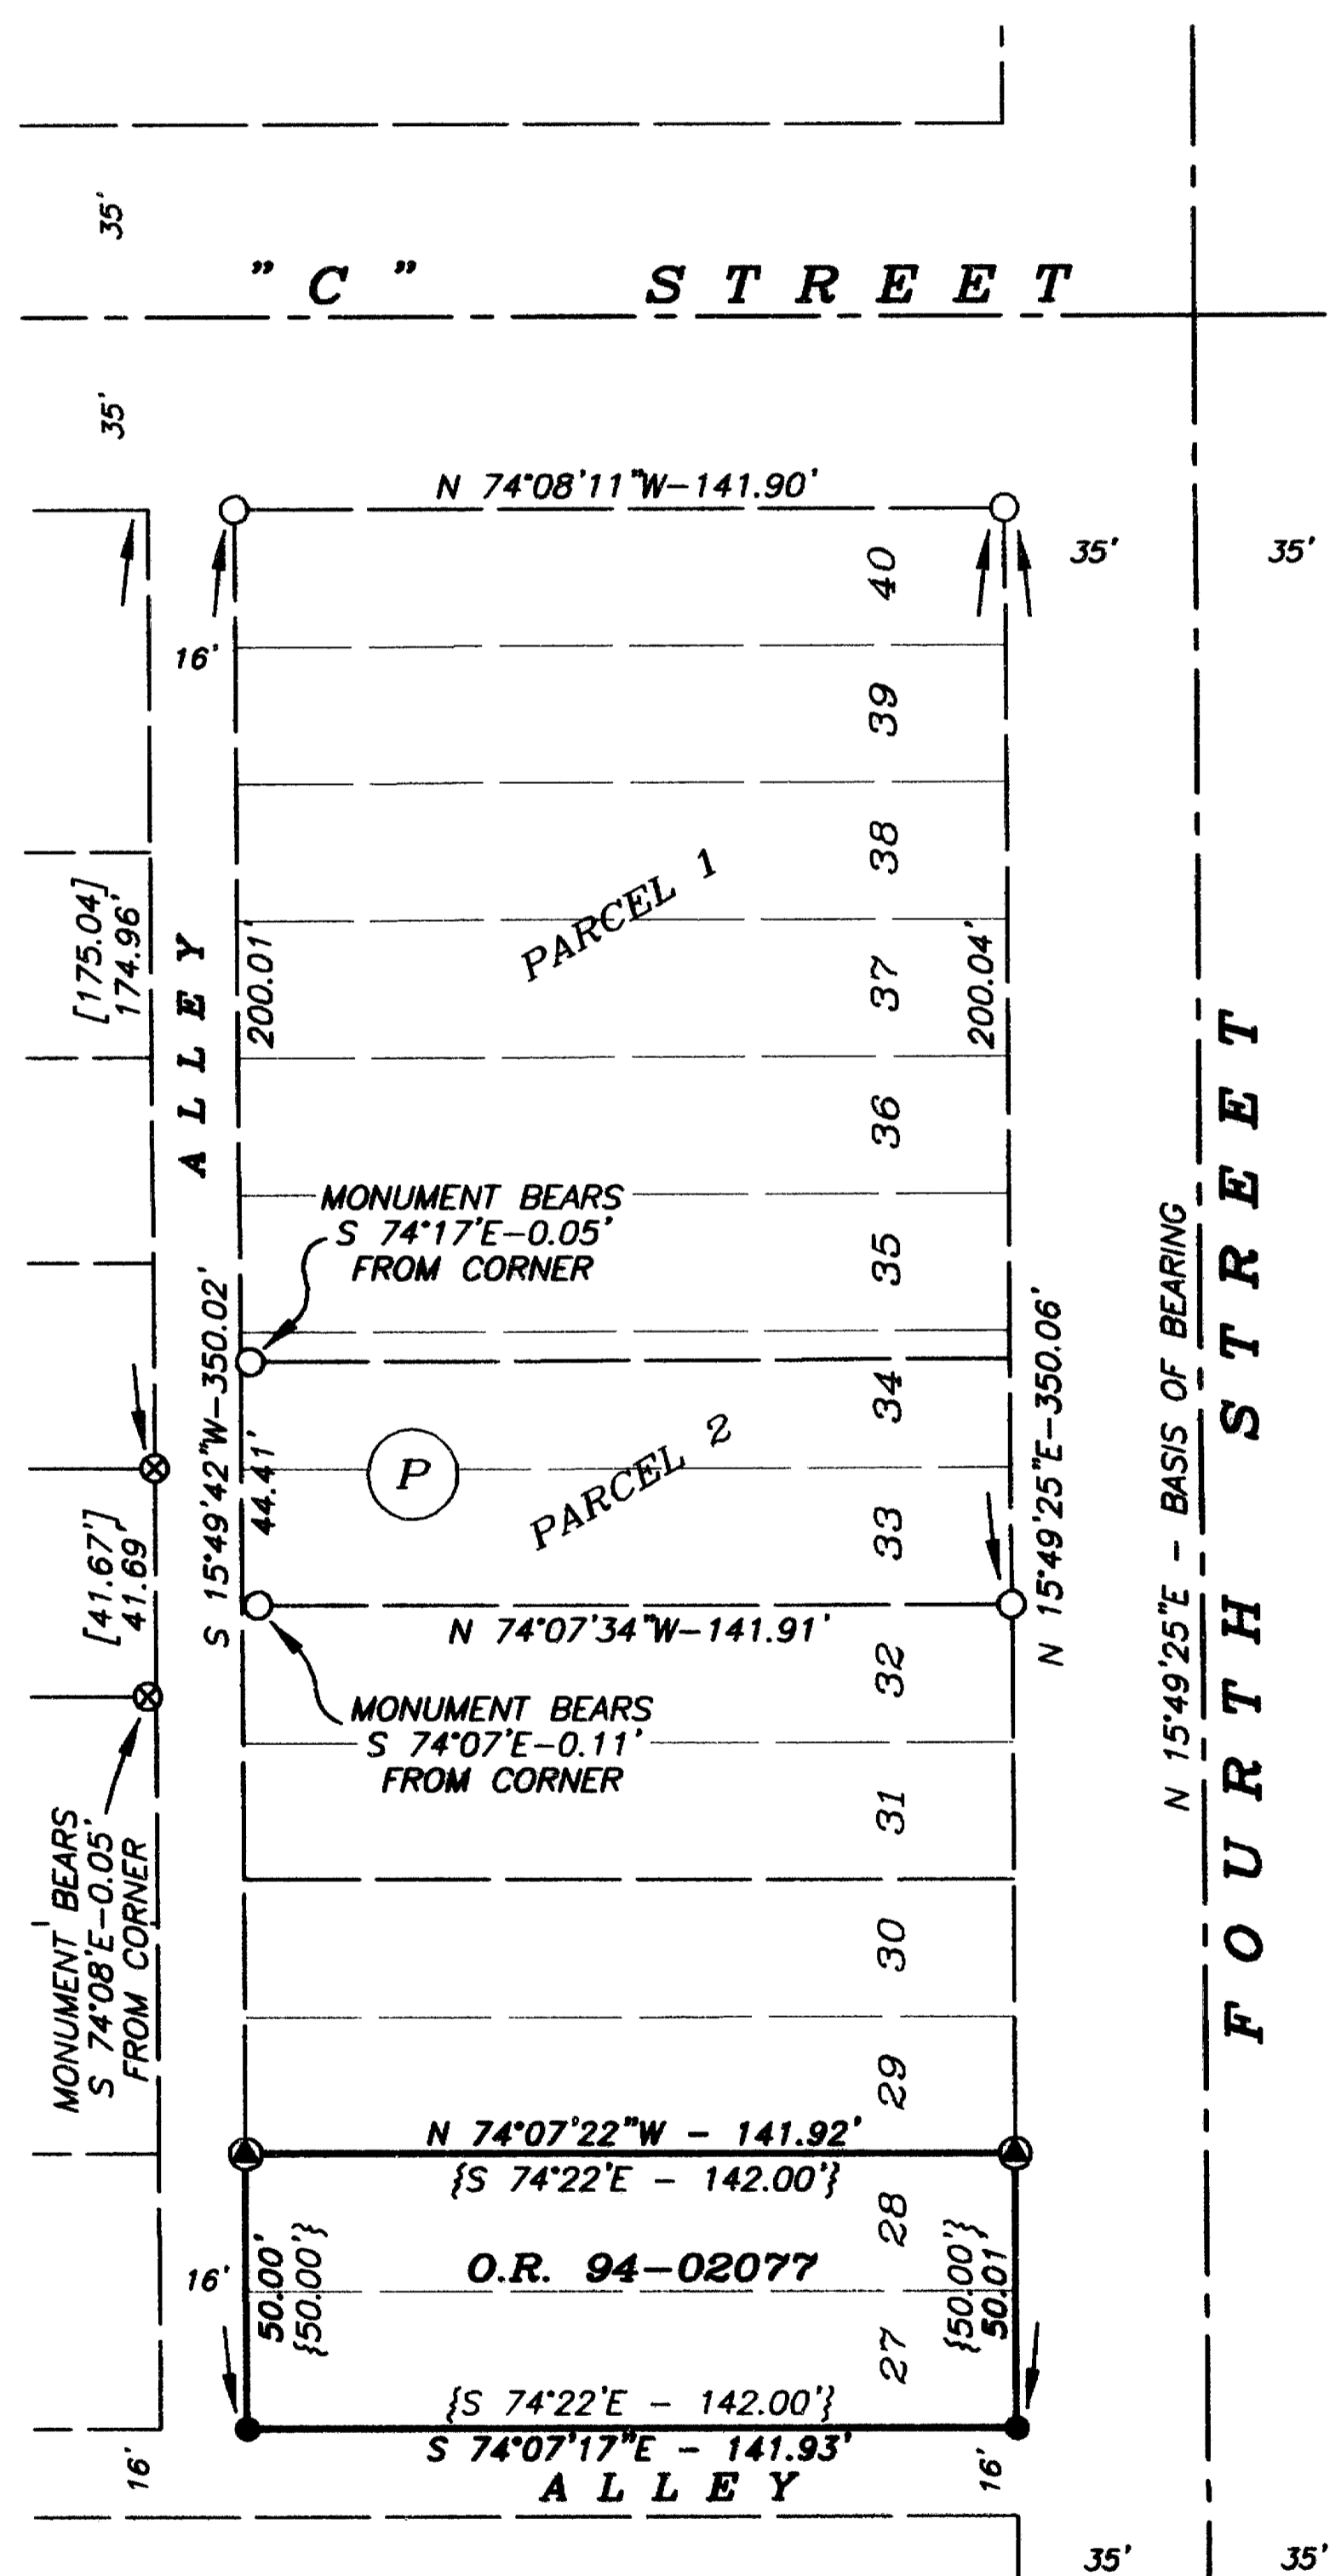 35'
" C " STREET
35'
N 74°08'11"W-141.90'
35'
35'
40
16'
39
38
PARCEL 1
[175.04]
174.96'
ALLEY
200.01'
37
200.04'
36
MONUMENT BEARS
S 74°17'E-0.05'
FROM CORNER
35
S 15°49'42"W-350.02'
N 15°49'25"E-350.06'
N 15°49'25"E - BASIS OF BEARING
FOURTH STREET
34
44.41'
P
PARCEL 2
33
[41.67']
41.69'
N 74°07'34"W-141.91'
32
MONUMENT BEARS
S 74°07'E-0.11'
FROM CORNER
31
MONUMENT BEARS
S 74°08'E-0.05'
FROM CORNER
30
29
N 74°07'22"W - 141.92'
{S 74°22'E - 142.00'}
28
O.R. 94-02077
16'
50.00'
{50.00'}
{50.00'}
50.01'
27
{S 74°22'E - 142.00'}
S 74°07'17"E - 141.93'
16'
ALLEY
16'
35'
35'